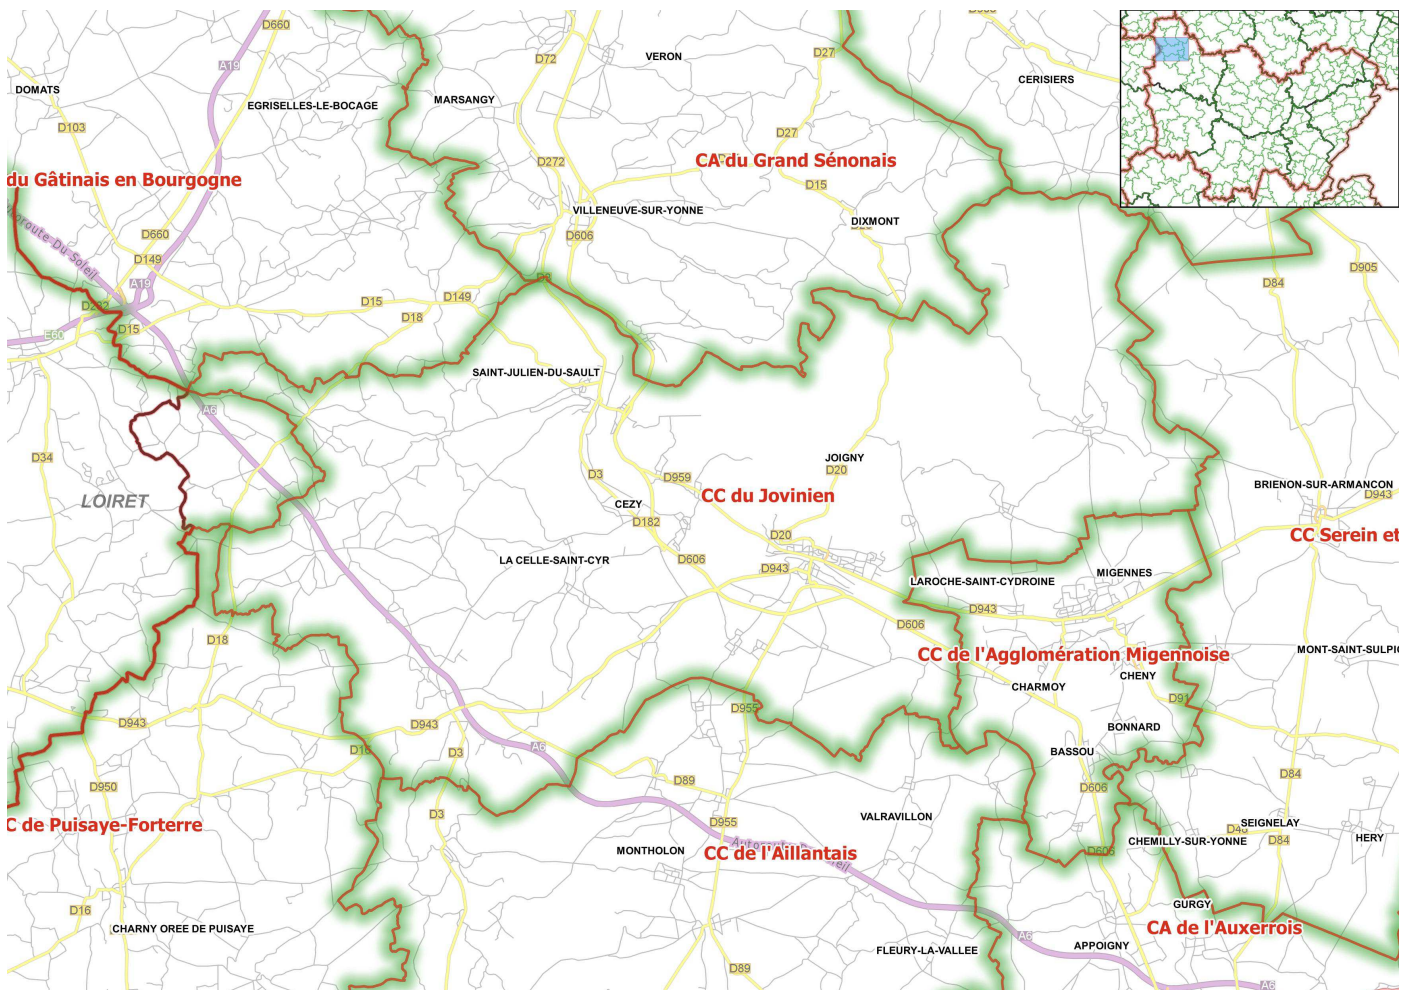 D660
D27
VERON
CERISIERS
D72
A19
DOMATS
EGRISELLES-LE-BOCAGE
MARSANGY
D103
D27
D272
CA du Grand Sénonais
du Gâtinais en Bourgogne
D15
VILLENEUVE-SUR-YONNE
DIXMONT
D660
D606
Autoroute Du Soleil
D149
D905
A19
D84
D149
D15
D18
D15
E60
SAINT-JULIEN-DU-SAULT
A6
D34
JOIGNY
D20
D3
D959
BRIENON-SUR-ARMANCON
D943
LOIRET
CC du Jovinien
CEZY
D182
D20
CC Serein et
LA CELLE-SAINT-CYR
D606
D943
MIGENNES
LAROCHE-SAINT-CYDROINE
D943
D606
D18
CC de l'Agglomération Migennoise
MONT-SAINT-SULPI
CHENY
CHARMOY
D91
D955
D943
D943
BONNARD
D16
D3
A6
BASSOU
D84
D89
D950
D606
D3
D955
VALRAVILLON
SEIGNELAY
C de Puisaye-Forterre
HERY
D84
CHEMILLY-SUR-YONNE
MONTHOLON
CC de l'Aillantais
D606
GURGY
D16
CHARNY OREE DE PUISAYE
CA de l'Auxerrois
A6
APPOIGNY
FLEURY-LA-VALLEE
D89
A6